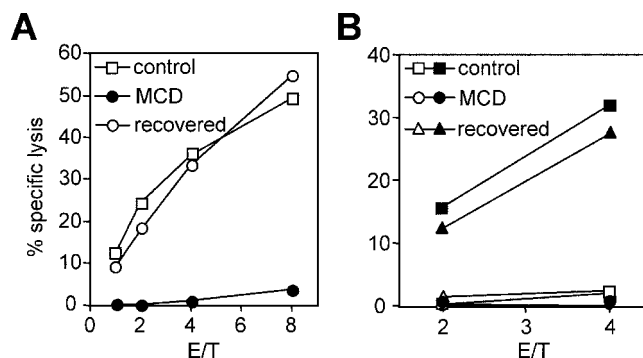 A
B
60
50
40
30
20
10
0
% specific lysis
control
MCD
recovered
0
2
4
6
8
E/T
40
30
20
10
0
control
MCD
recovered
2
3
4
E/T